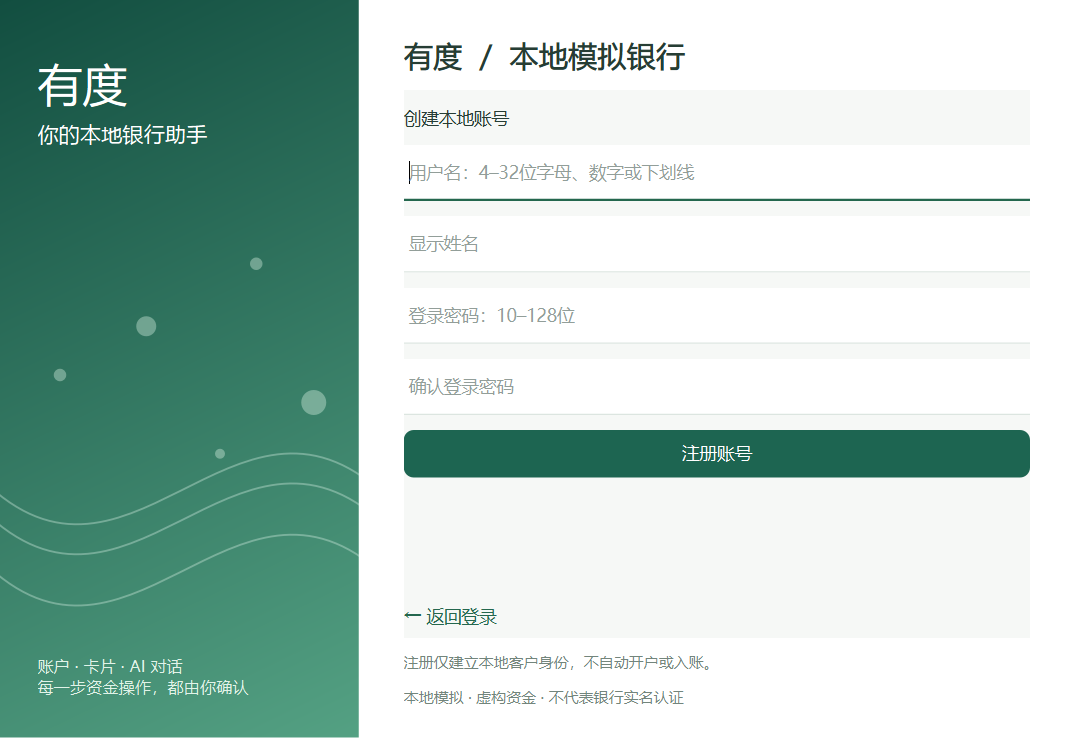 有度
你的本地银行助手
账户 · 卡片 · AI 对话
每一步资金操作，都由你确认
有度 / 本地模拟银行
创建本地账号
用户名：4–32位字母、数字或下划线
显示姓名
登录密码：10–128位
确认登录密码
注册账号
← 返回登录
注册仅建立本地客户身份，不自动开户或入账。
本地模拟 · 虚构资金 · 不代表银行实名认证